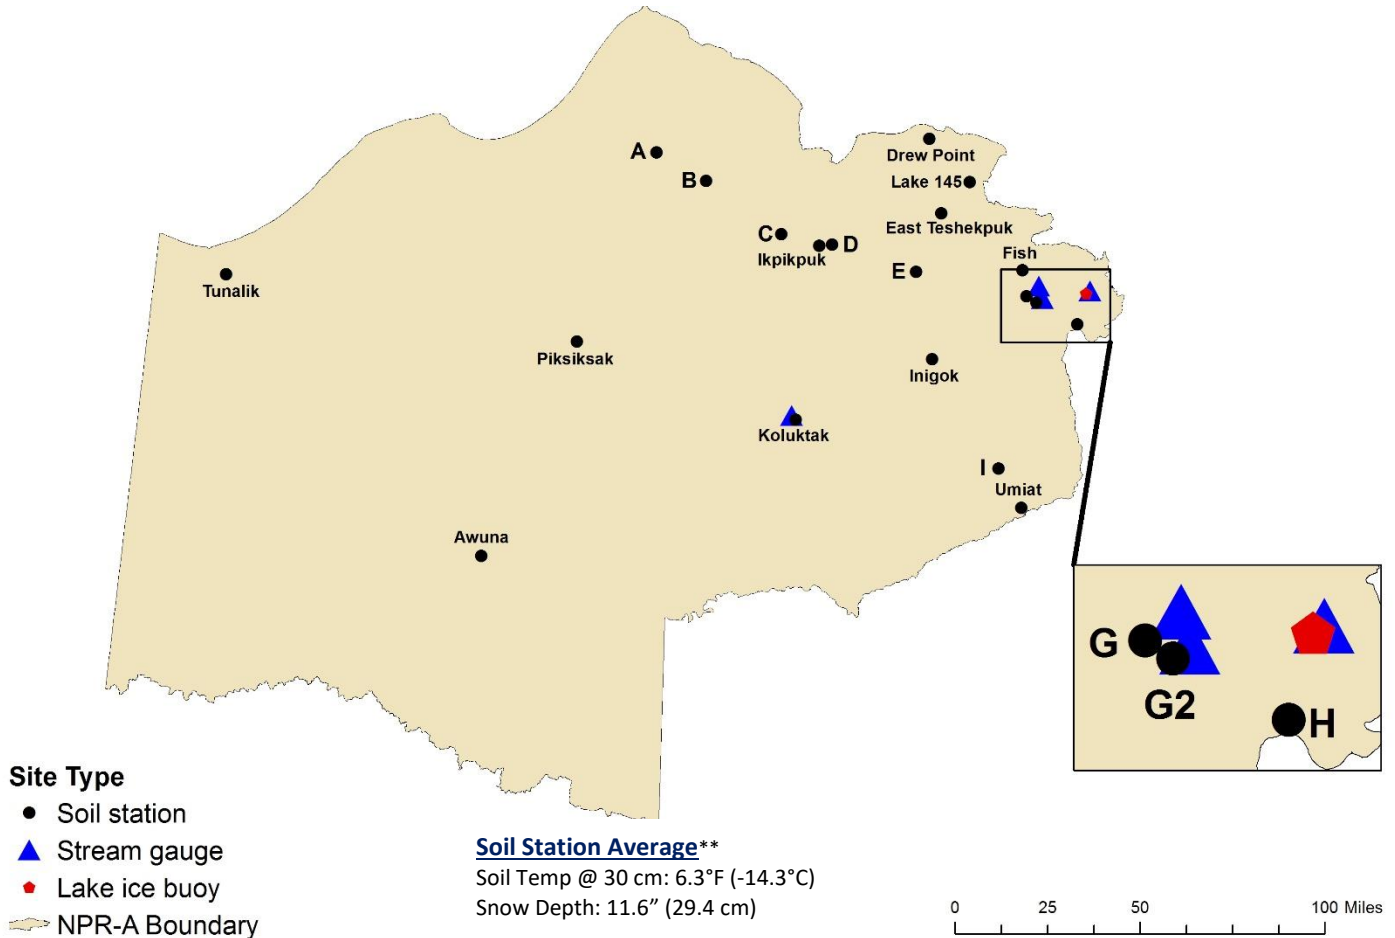 A
B
Drew Point
Lake 145
East Teshekpuk
C
D
Ikpikpuk
Fish
E
Tunalik
Piksiksak
Inigok
Koluktak
I
Umiat
Awuna
G
G2
H
Site Type
Soil station
Stream gauge
Lake ice buoy
NPR-A Boundary
Soil Station Average**
Soil Temp @ 30 cm: 6.3°F (-14.3°C)
Snow Depth: 11.6” (29.4 cm)
0 25 50 100 Miles